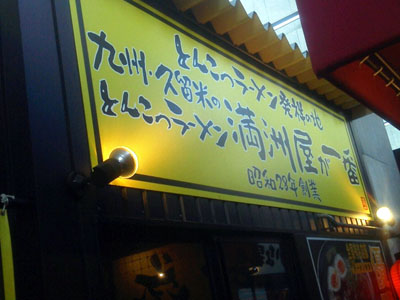 とんこつラーメン発祥の地
九州・久留米の
とんこつラーメン満洲屋が一番
昭和28年創業